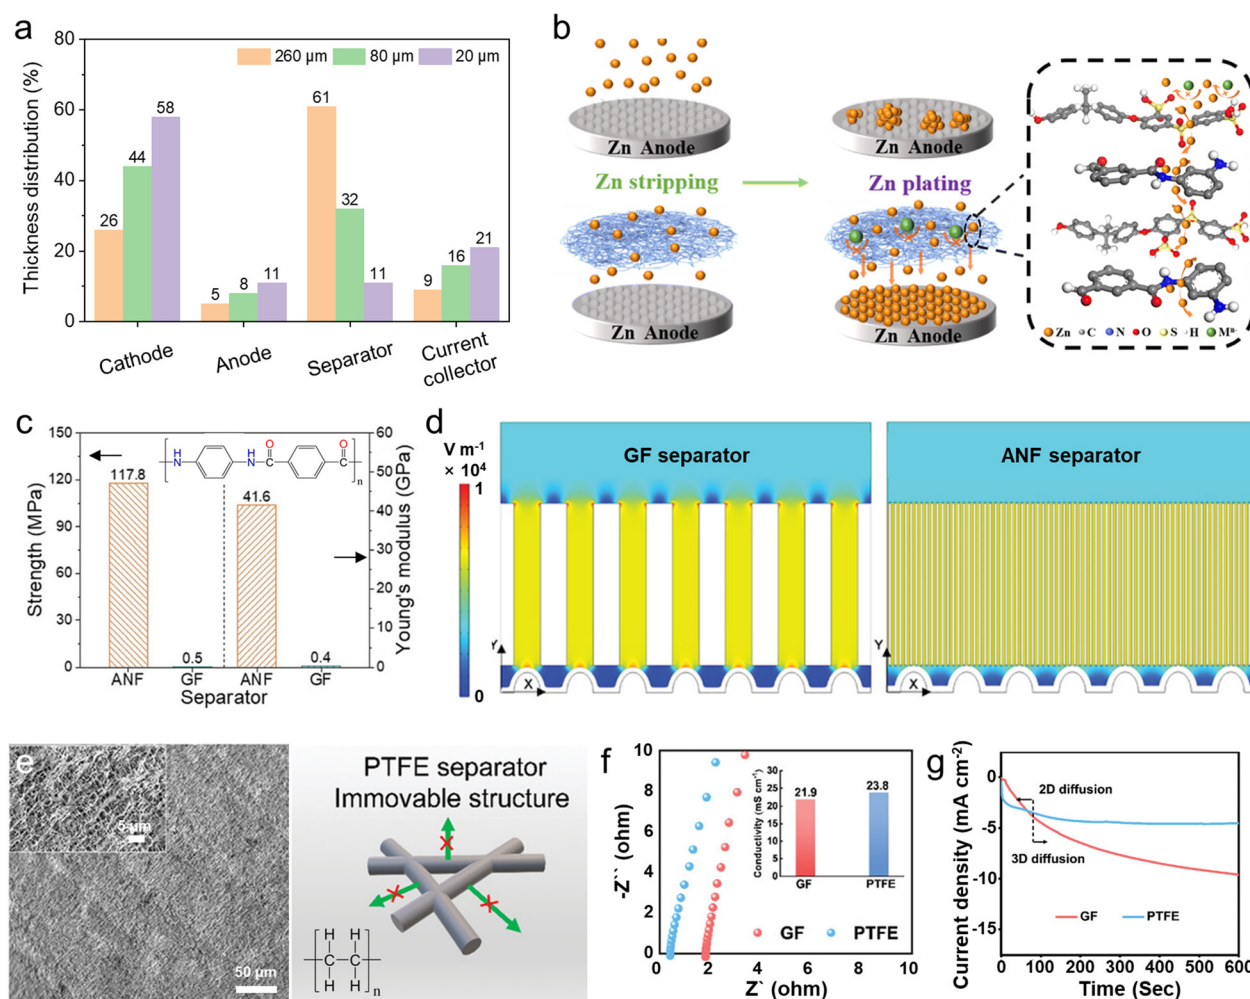 a
Thickness distribution (%)
80
60
40
20
0
260 μm
80 μm
20 μm
26
44
58
5
8
11
61
32
11
9
16
21
Cathode
Anode
Separator
Current
collector
b
Zn Anode
Zn Anode
Zn stripping
Zn plating
Zn Anode
Zn Anode
Zn
C
N
O
S
H
c
Strength (MPa)
150
120
90
60
30
0
117.8
0.5
41.6
0.4
NH
NH
O
C
O
C
n
60
50
40
30
20
10
0
Young's modulus (GPa)
ANF
GF
ANF
GF
Separator
d
V m⁻¹
× 10⁴
1
0
GF separator
Y
X
ANF separator
Y
X
e
5 μm
50 μm
PTFE separator
Immovable structure
H H
C C
H H
n
f
-Z`` (ohm)
10
8
6
4
2
0
0 2 4 6 8 10
Z` (ohm)
Conductivity (mS cm⁻¹)
30
25
20
15
10
5
0
21.9
23.8
GF
PTFE
GF
PTFE
g
Current density (mA cm⁻²)
0
-5
-10
-15
2D diffusion
3D diffusion
GF
PTFE
0 100 200 300 400 500 600
Time (Sec)